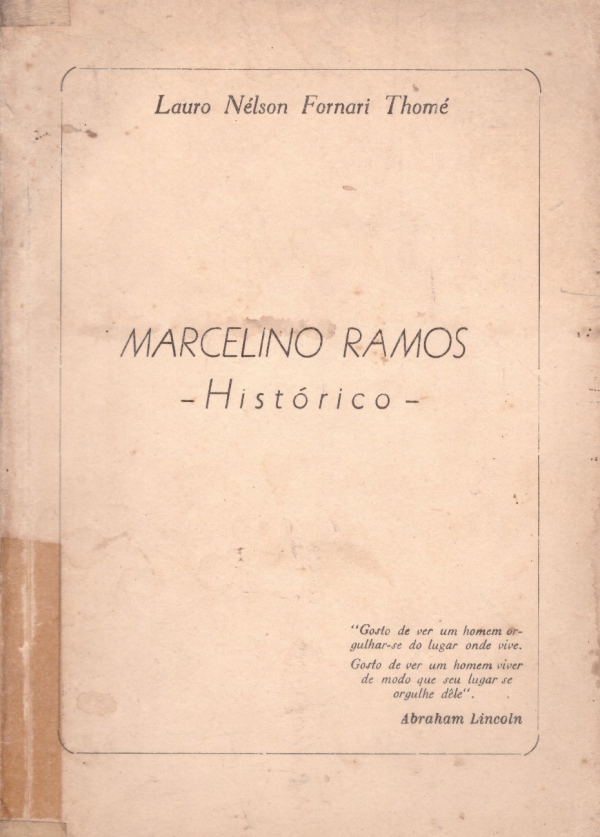 Lauro Nélson Fornari Thomé
MARCELINO RAMOS
- Histórico -
"Gosto de ver um homem or-
gulhar-se do lugar onde vive.
Gosto de ver um homem viver
de modo que seu lugar se
orgulhe dêle".
Abraham Lincoln